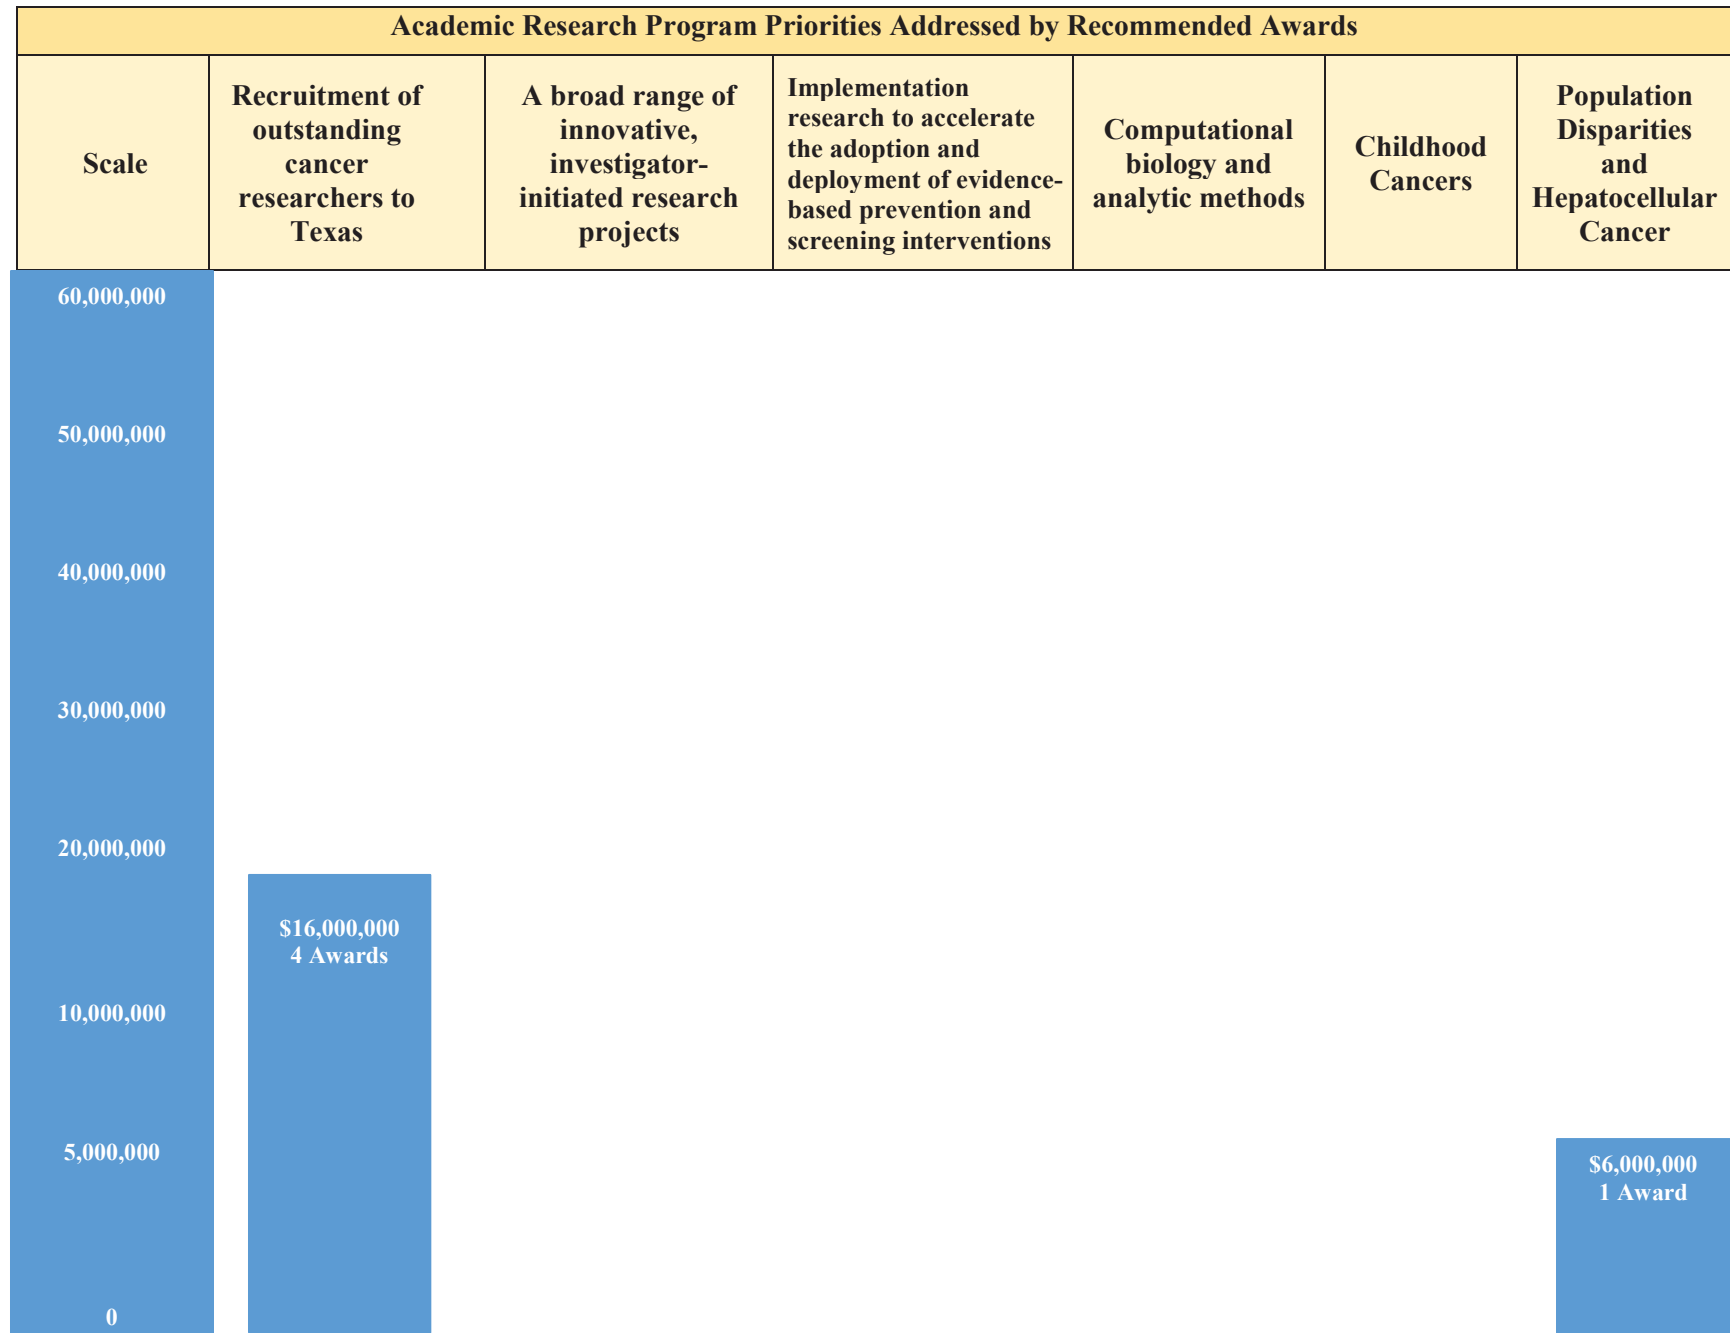 Academic Research Program Priorities Addressed by Recommended Awards
Scale
Recruitment of
outstanding
cancer
researchers to
Texas
A broad range of
innovative,
investigator-
initiated research
projects
Implementation
research to accelerate
the adoption and
deployment of evidence-
based prevention and
screening interventions
Computational
biology and
analytic methods
Childhood
Cancers
Population
Disparities
and
Hepatocellular
Cancer
60,000,000
50,000,000
40,000,000
30,000,000
20,000,000
$16,000,000
4 Awards
10,000,000
5,000,000
$6,000,000
1 Award
0